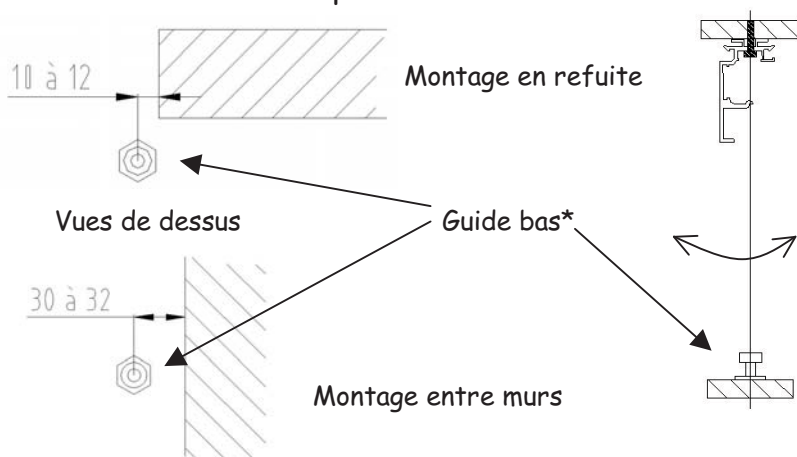 10 à 12
Montage en refuite
Vues de dessus
Guide bas*
30 à 32
Montage entre murs